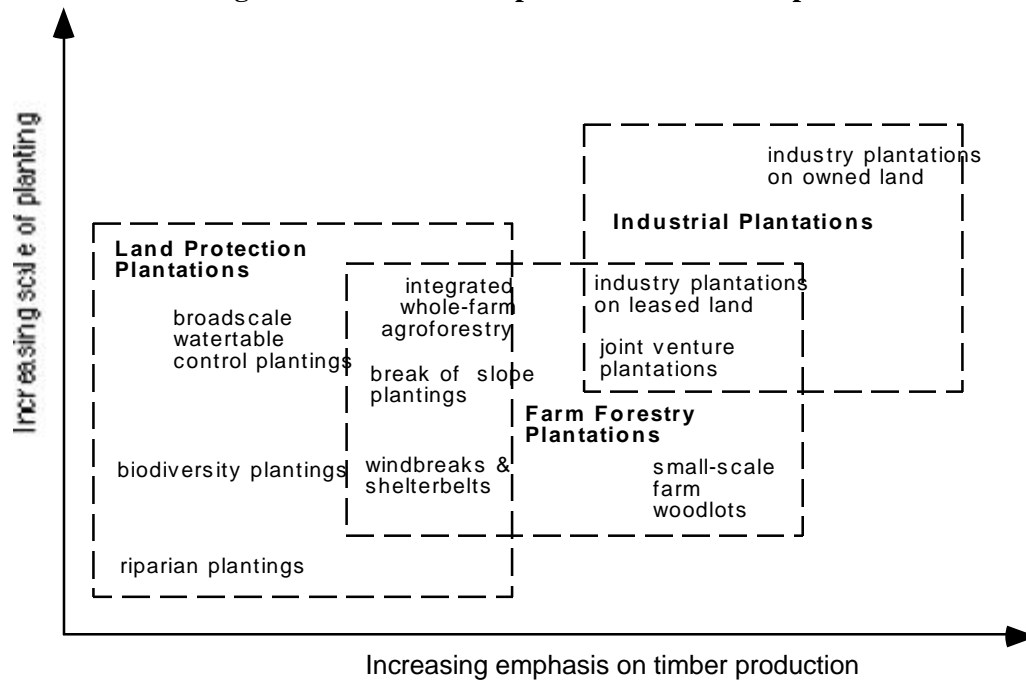 Increasing scale of planting
industry plantations
on owned land
Industrial Plantations
Land Protection
Plantations
integrated
whole-farm
agroforestry
industry plantations
on leased land
broadscale
watertable
control plantings
joint venture
plantations
break of slope
plantings
Farm Forestry
Plantations
biodiversity plantings
windbreaks &
shelterbelts
small-scale
farm
woodlots
riparian plantings
Increasing emphasis on timber production